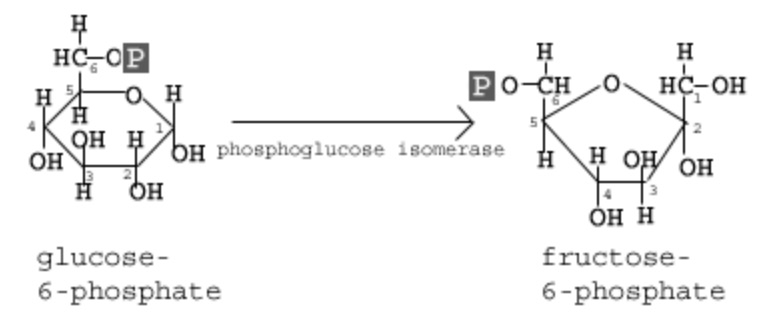 H
HC-O P
6
5
O
H
H
H
4
OH
H
1
OH
OH
3
2
H
OH
phosphoglucose isomerase
H
H
P O-CH
6
O
HC-OH
1
5
2
H
H
OH
OH
4
3
OH
H
glucose-
6-phosphate
fructose-
6-phosphate